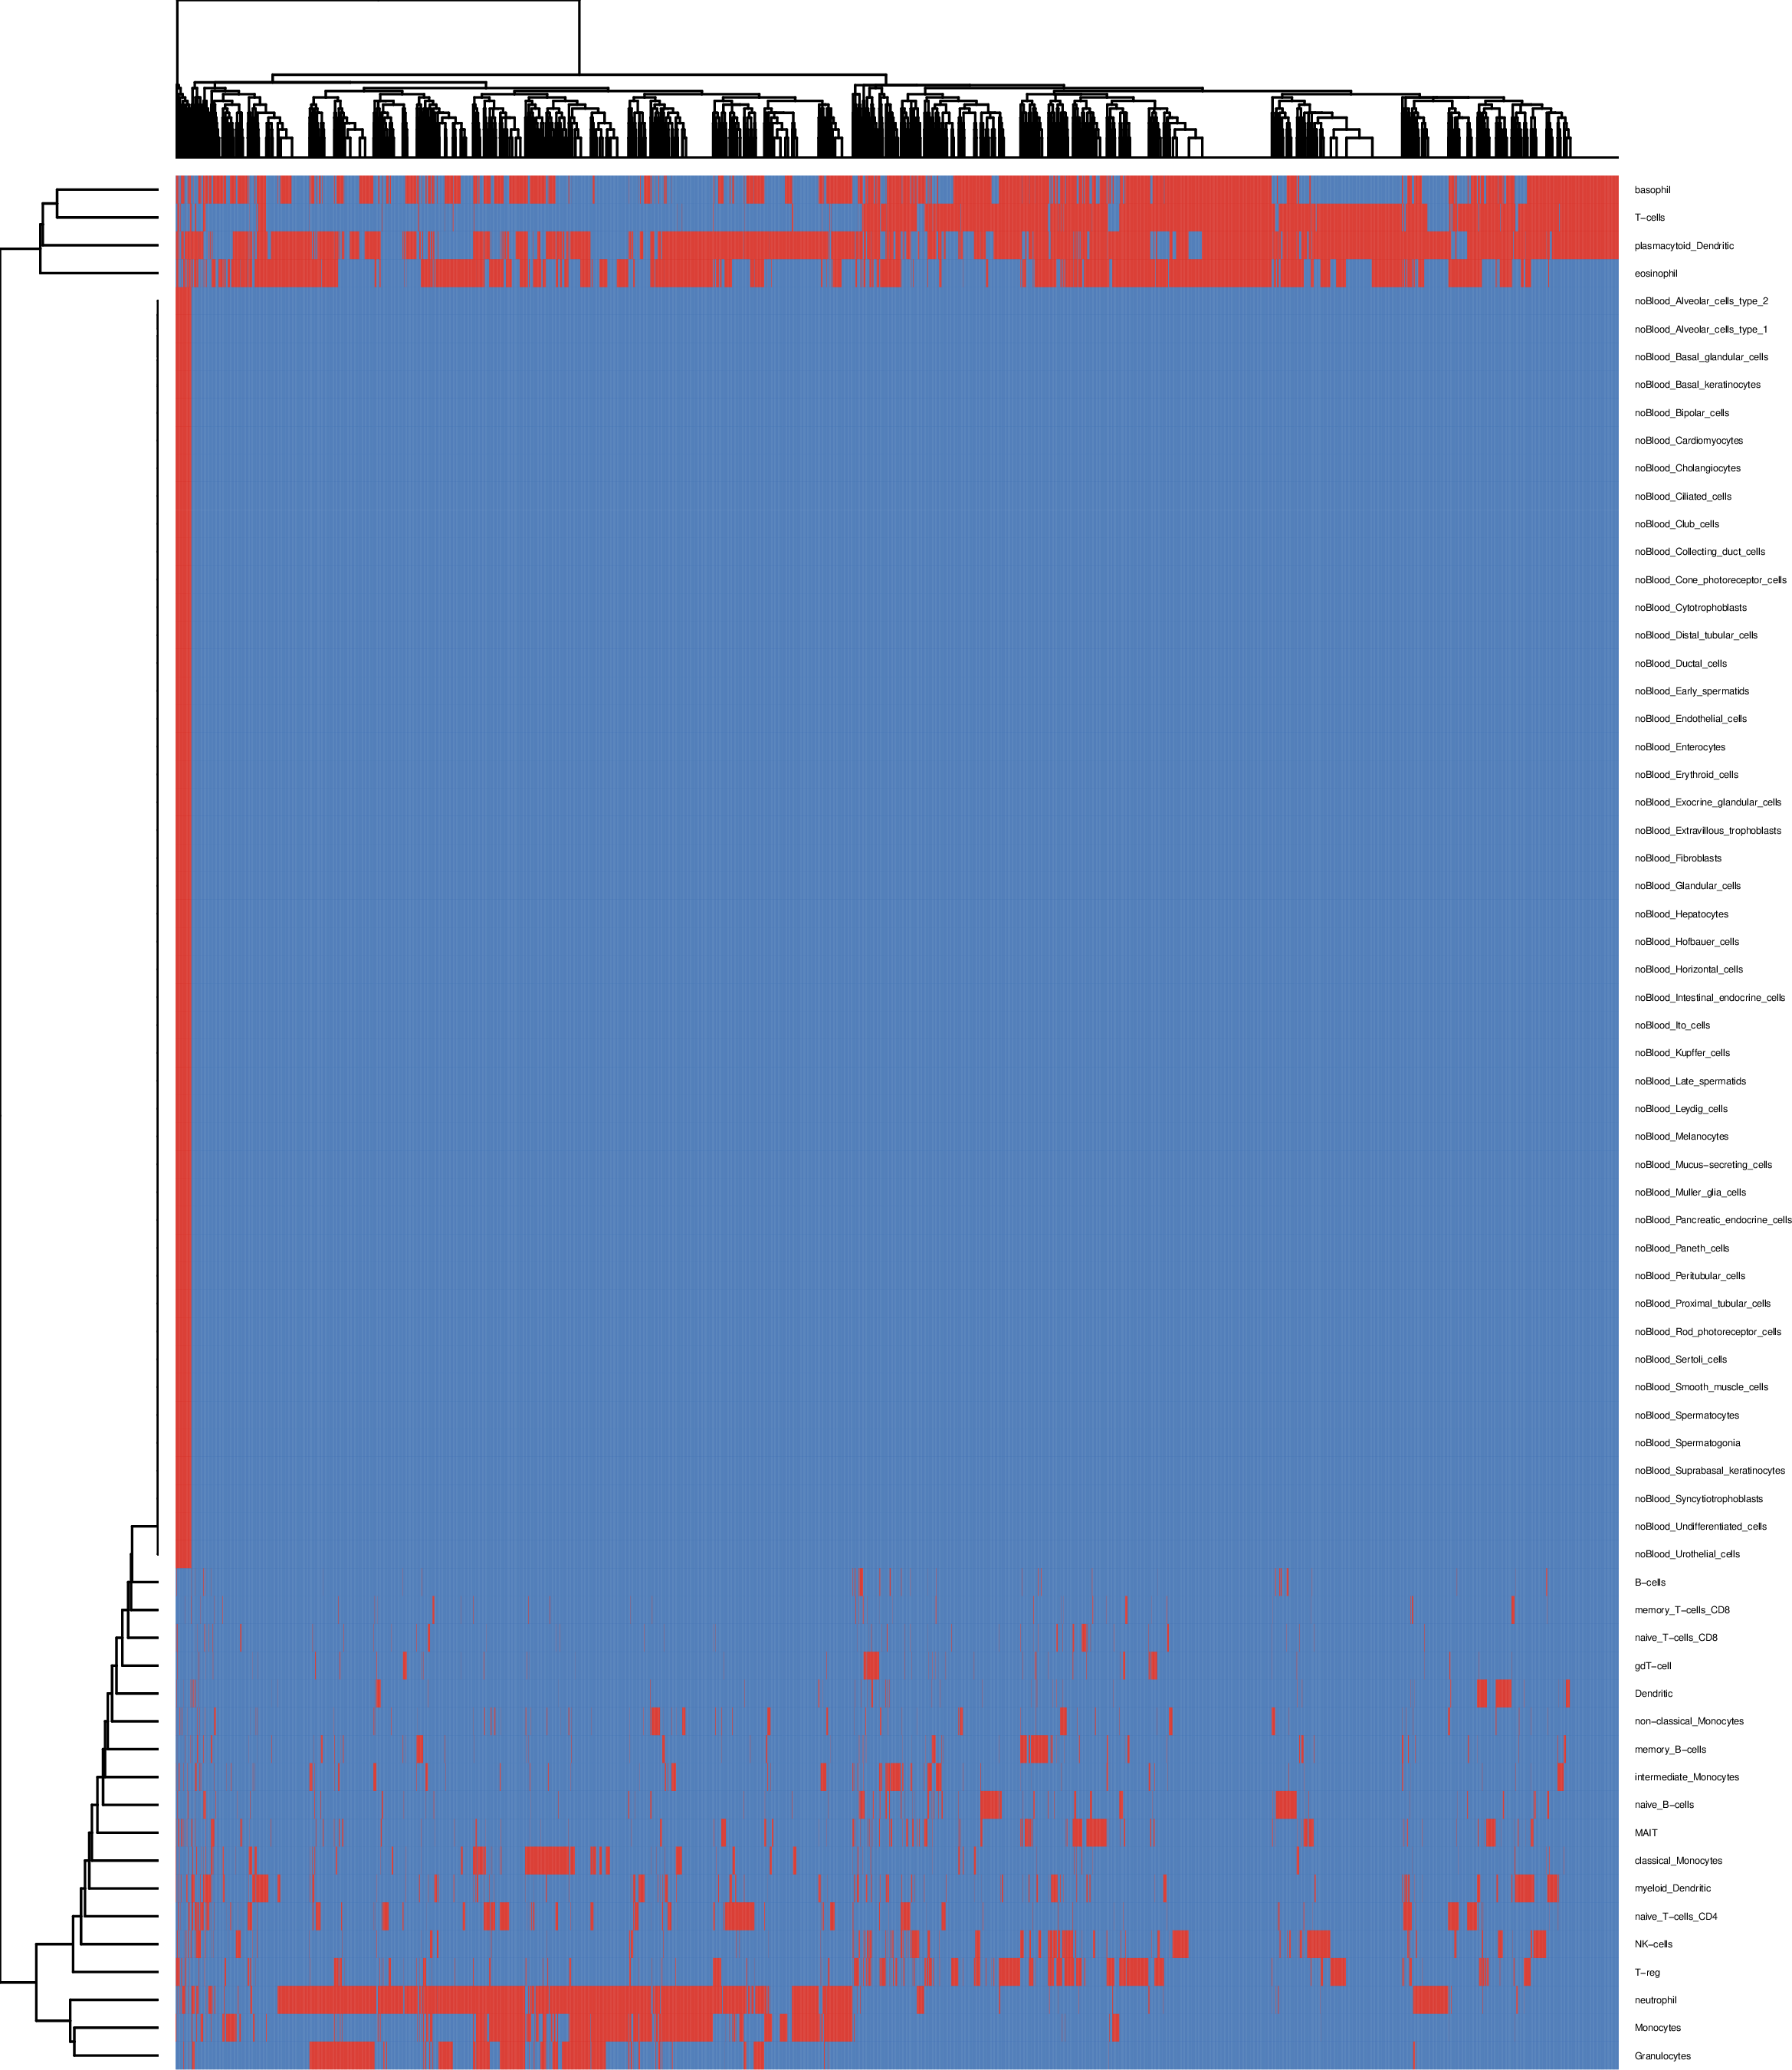 basophil
T−cells
plasmacytoid_Dendritic
eosinophil
noBlood_Alveolar_cells_type_2
noBlood_Alveolar_cells_type_1
noBlood_Basal_glandular_cells
noBlood_Basal_keratinocytes
noBlood_Bipolar_cells
noBlood_Cardiomyocytes
noBlood_Cholangiocytes
noBlood_Ciliated_cells
noBlood_Club_cells
noBlood_Collecting_duct_cells
noBlood_Cone_photoreceptor_cells
noBlood_Cytotrophoblasts
noBlood_Distal_tubular_cells
noBlood_Ductal_cells
noBlood_Early_spermatids
noBlood_Endothelial_cells
noBlood_Enterocytes
noBlood_Erythroid_cells
noBlood_Exocrine_glandular_cells
noBlood_Extravillous_trophoblasts
noBlood_Fibroblasts
noBlood_Glandular_cells
noBlood_Hepatocytes
noBlood_Hofbauer_cells
noBlood_Horizontal_cells
noBlood_Intestinal_endocrine_cells
noBlood_Ito_cells
noBlood_Kupffer_cells
noBlood_Late_spermatids
noBlood_Leydig_cells
noBlood_Melanocytes
noBlood_Mucus−secreting_cells
noBlood_Muller_glia_cells
noBlood_Pancreatic_endocrine_cells
noBlood_Paneth_cells
noBlood_Peritubular_cells
noBlood_Proximal_tubular_cells
noBlood_Rod_photoreceptor_cells
noBlood_Sertoli_cells
noBlood_Smooth_muscle_cells
noBlood_Spermatocytes
noBlood_Spermatogonia
noBlood_Suprabasal_keratinocytes
noBlood_Syncytiotrophoblasts
noBlood_Undifferentiated_cells
noBlood_Urothelial_cells
B−cells
memory_T−cells_CD8
naive_T−cells_CD8
gdT−cell
Dendritic
non−classical_Monocytes
memory_B−cells
intermediate_Monocytes
naive_B−cells
MAIT
classical_Monocytes
myeloid_Dendritic
naive_T−cells_CD4
NK−cells
T−reg
neutrophil
Monocytes
Granulocytes